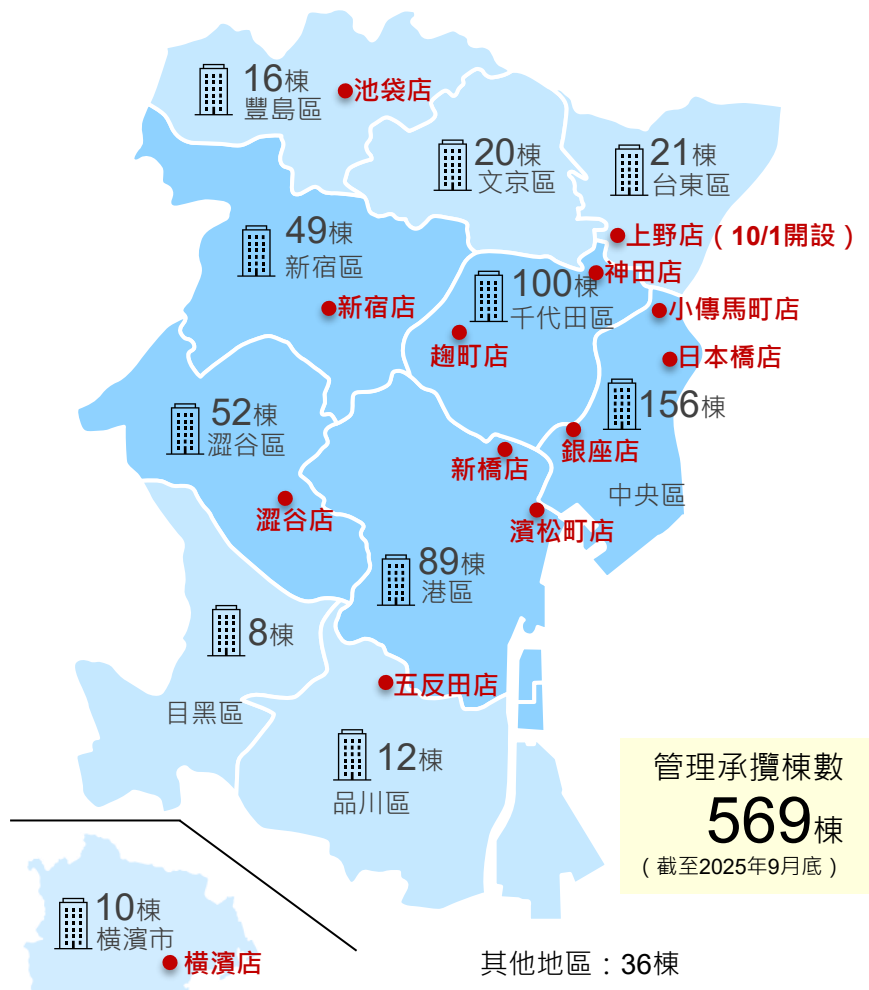 16棟
豐島區
池袋店
20棟
文京區
21棟
台東區
上野店（10/1開設）
49棟
新宿區
新宿店
100棟
千代田區
神田店
小傳馬町店
麴町店
日本橋店
52棟
澀谷區
156棟
銀座店
新橋店
中央區
澀谷店
濱松町店
89棟
港區
8棟
目黑區
五反田店
12棟
品川區
管理承攬棟數
569棟
（截至2025年9月底）
10棟
橫濱市
橫濱店
其他地區：36棟